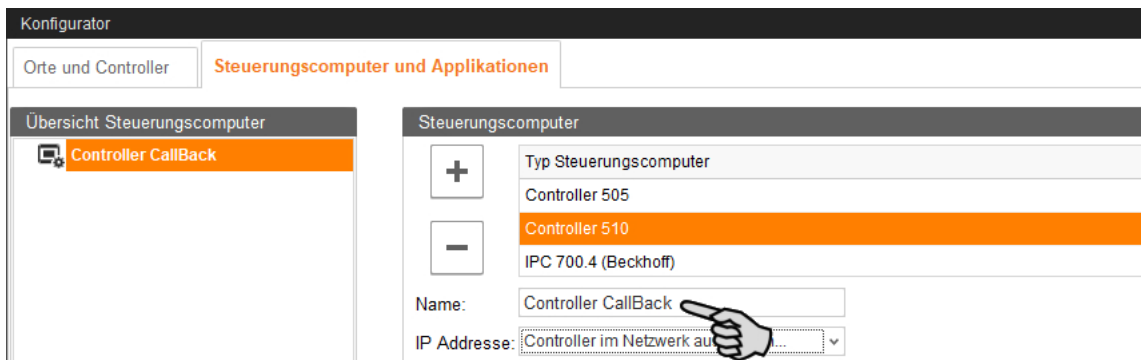 Konfigurator
Orte und Controller
Steuerungscomputer und Applikationen
Übersicht Steuerungscomputer
Controller CallBack
Steuerungscomputer
Typ Steuerungscomputer
Controller 505
Controller 510
IPC 700.4 (Beckhoff)
Name: Controller CallBack
IP Addresse: Controller im Netzwerk